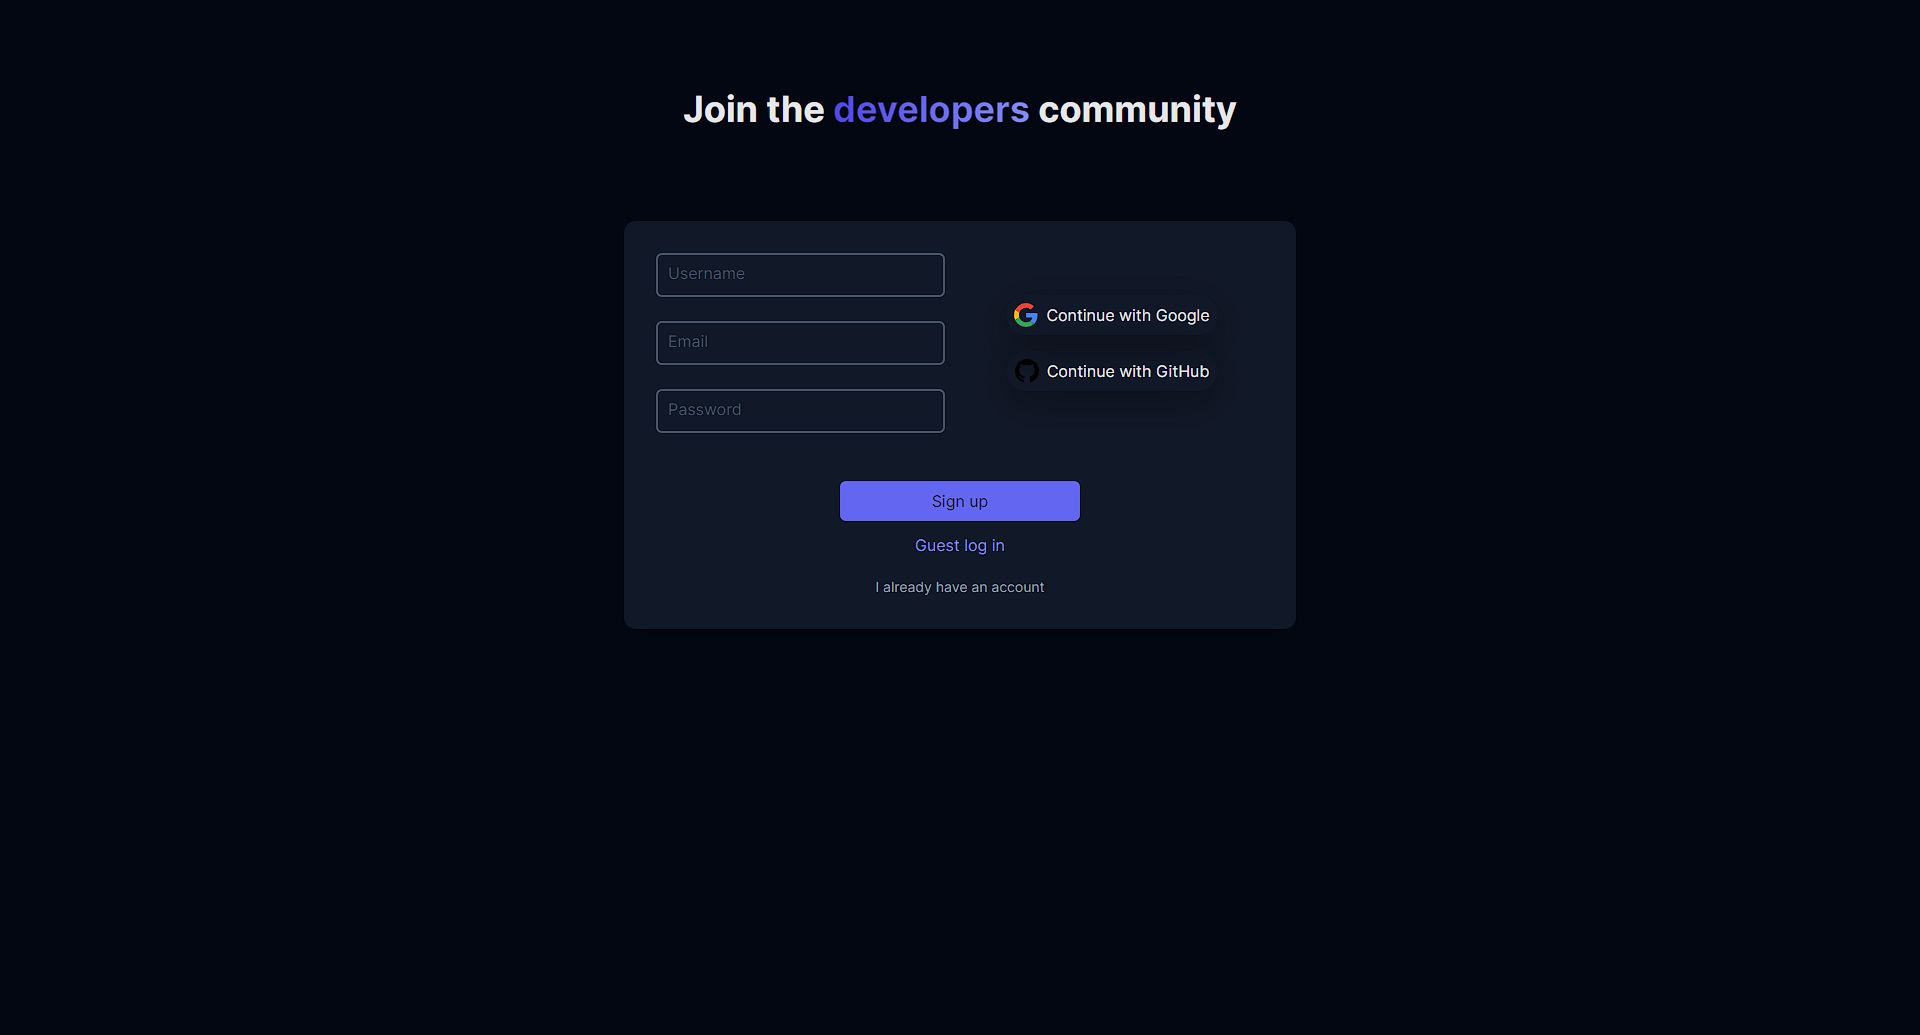 Join the developers community
Username
Email
Password
Continue with Google
Continue with GitHub
Sign up
Guest log in
I already have an account